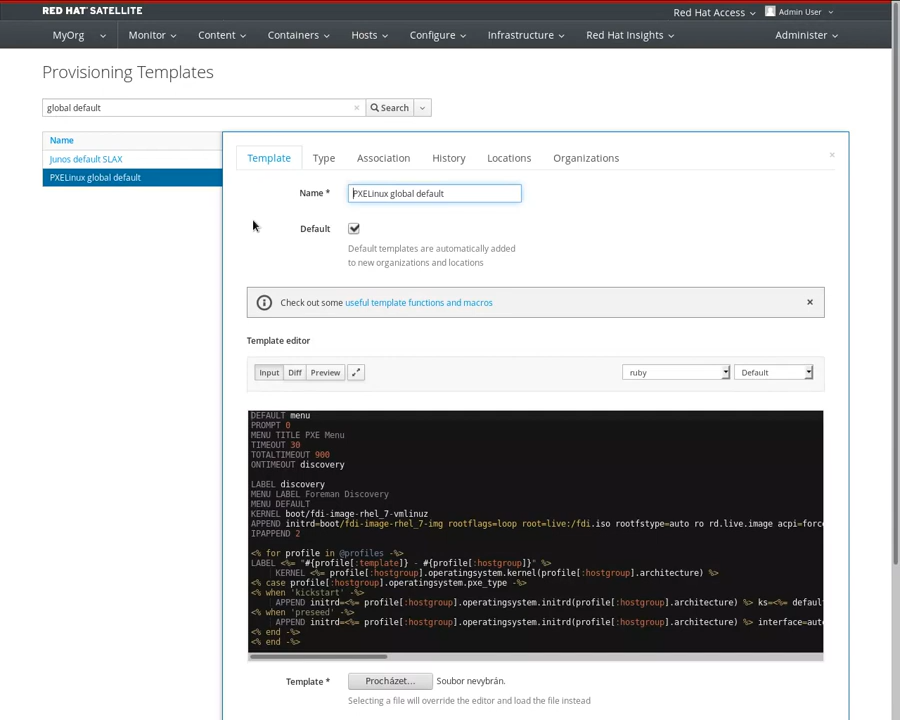 RED HAT SATELLITE
Red Hat Access
Admin User
MyOrg
Monitor
Content
Containers
Hosts
Configure
Infrastructure
Red Hat Insights
Administer
Provisioning Templates
global default
Search
Name
Junos default SLAX
PXELinux global default
Template
Type
Association
History
Locations
Organizations
Name *
PXELinux global default
Default
Default templates are automatically added
to new organizations and locations
Check out some useful template functions and macros
Template editor
Input
Diff
Preview
ruby
Default
DEFAULT menu
PROMPT 0
MENU TITLE PXE Menu
TIMEOUT 30
TOTALTIMEOUT 900
ONTIMEOUT discovery
LABEL discovery
MENU LABEL Foreman Discovery
MENU DEFAULT
KERNEL boot/fdi-image-rhel_7-vmlinuz
APPEND initrd=boot/fdi-image-rhel_7-img rootflags=loop root=live:/fdi.iso rootfstype=auto ro rd.live.image acpi=force
IPAPPEND 2
<% for profile in @profiles -%>
LABEL <%= "#{profile[:template]} - #{profile[:hostgroup]}" %>
KERNEL <%= profile[:hostgroup].operatingsystem.kernel(profile[:hostgroup].architecture) %>
<% case profile[:hostgroup].operatingsystem.pxe_type -%>
<% when 'kickstart' -%>
APPEND initrd=<%= profile[:hostgroup].operatingsystem.initrd(profile[:hostgroup].architecture) %> ks=<%= defaul
<% when 'preseed' -%>
APPEND initrd=<%= profile[:hostgroup].operatingsystem.initrd(profile[:hostgroup].architecture) %> interface=auto
<% end -%>
<% end -%>
Template *
Procházet...
Soubor nevybrán.
Selecting a file will override the editor and load the file instead